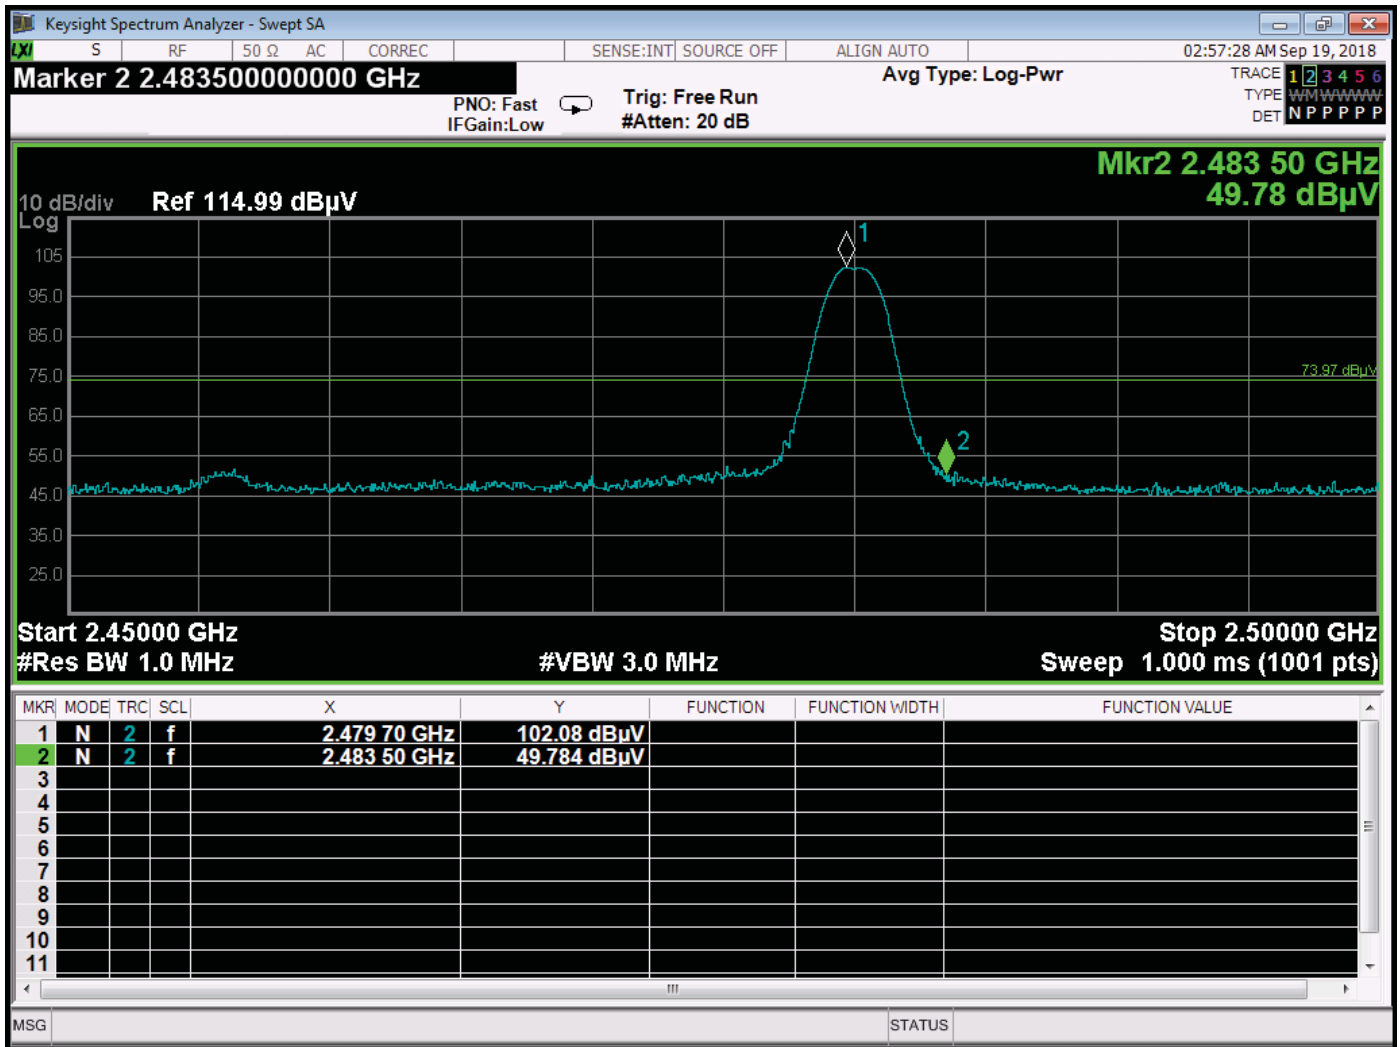 Keysight Spectrum Analyzer - Swept SA
LXI S RF 50 Ω AC CORREC SENSE:INT SOURCE OFF ALIGN AUTO 02:57:28 AM Sep 19, 2018
Marker 2 2.483500000000 GHz
PNO: Fast
IFGain:Low
Trig: Free Run
#Atten: 20 dB
Avg Type: Log-Pwr
TRACE 1 2 3 4 5 6
TYPE WMWWWW
DET N P P P P P
Mkr2 2.483 50 GHz
49.78 dBµV
10 dB/div
Log
Ref 114.99 dBµV
105
95.0
85.0
75.0
65.0
55.0
45.0
35.0
25.0
1
73.97 dBµV
2
Start 2.45000 GHz
Stop 2.50000 GHz
#Res BW 1.0 MHz
#VBW 3.0 MHz
Sweep 1.000 ms (1001 pts)
MKR MODE TRC SCL X Y FUNCTION FUNCTION WIDTH FUNCTION VALUE
1 N 2 f 2.479 70 GHz 102.08 dBµV
2 N 2 f 2.483 50 GHz 49.784 dBµV
3
4
5
6
7
8
9
10
11
MSG
STATUS